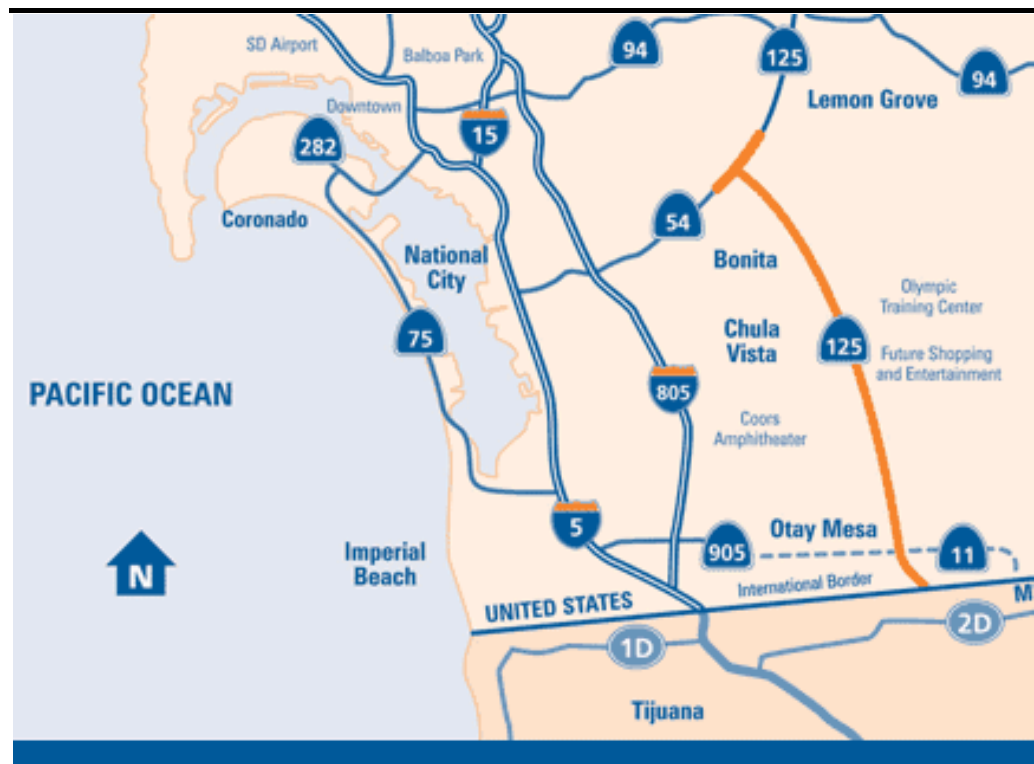 SD Airport
Balboa Park
94
125
94
Lemon Grove
Downtown
15
282
Coronado
54
National
City
Bonita
Olympic
Training Center
75
Chula
Vista
125
Future Shopping
and Entertainment
PACIFIC OCEAN
805
Coors
Amphitheater
5
Otay Mesa
905
11
Imperial
Beach
N
International Border
UNITED STATES
M
1D
2D
Tijuana